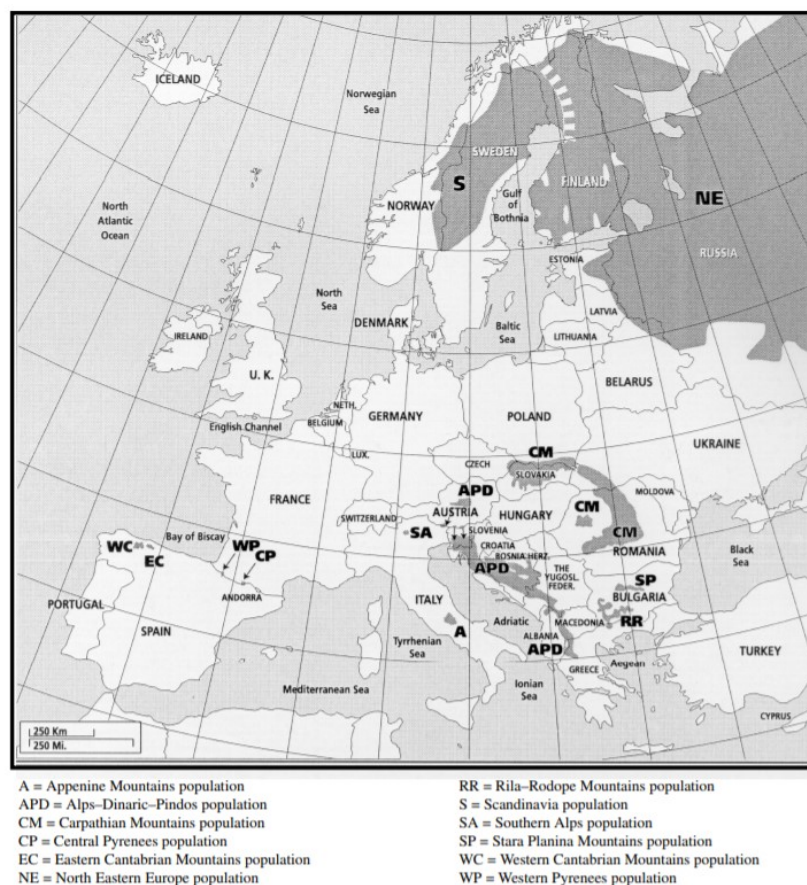 ICELAND
Norwegian
Sea
SWEDEN
S
FINLAND
NE
NORWAY
Gulf
of
Bothnia
North
Atlantic
Ocean
RUSSIA
ESTONIA
North
Sea
LATVIA
DENMARK
Baltic
Sea
LITHUANIA
IRELAND
U. K.
BELARUS
NETH.
GERMANY
POLAND
English Channel
BELGIUM
UKRAINE
LUX.
CM
CZECH
SLOVAKIA
FRANCE
APD
MOLDOVA
AUSTRIA
HUNGARY
CM
SWITZERLAND
SA
SLOVENIA
CM
Bay of Biscay
WP
WC
EC
CP
CROATIA
ROMANIA
BOSNIA HERZ.
APD
THE
YUGOSL.
FEDER.
Black
Sea
SP
ANDORRA
ITALY
BULGARIA
PORTUGAL
SPAIN
Adriatic
MACEDONIA
RR
A
Tyrrhenian
Sea
ALBANIA
APD
TURKEY
GREECE
Aegean
Mediterranean Sea
Ionian
Sea
CYPRUS
250 Km
250 Mi.
A = Appenine Mountains population
APD = Alps–Dinaric–Pindos population
CM = Carpathian Mountains population
CP = Central Pyrenees population
EC = Eastern Cantabrian Mountains population
NE = North Eastern Europe population
RR = Rila–Rodope Mountains population
S = Scandinavia population
SA = Southern Alps population
SP = Stara Planina Mountains population
WC = Western Cantabrian Mountains population
WP = Western Pyrenees population